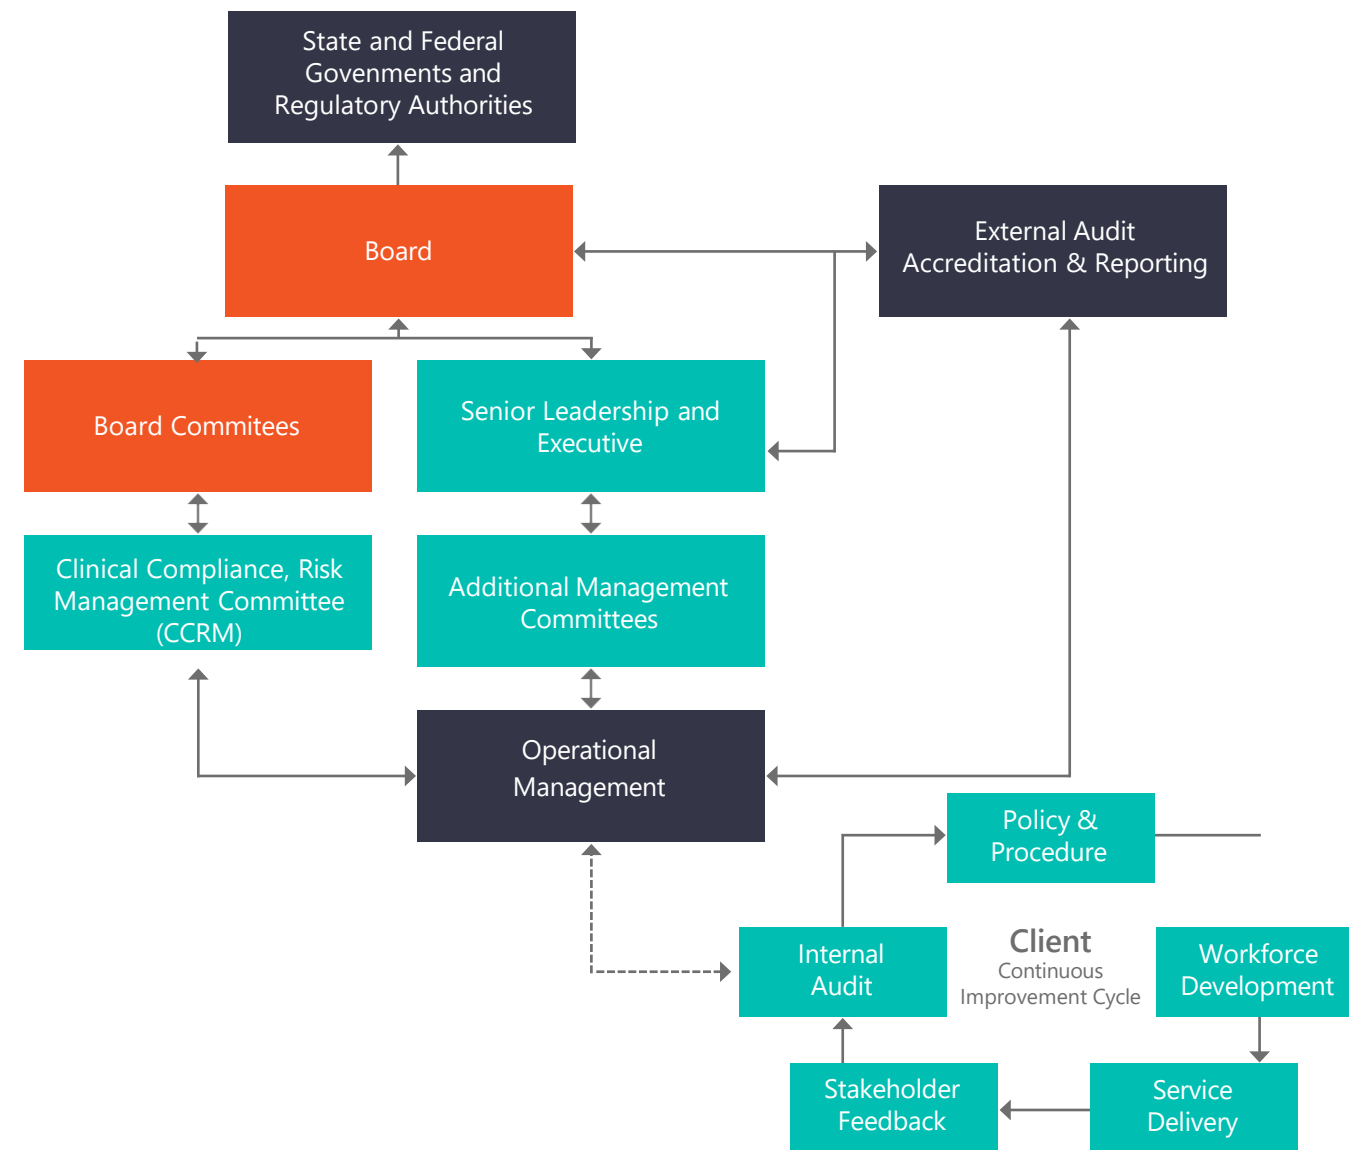 State and Federal
Govenments and
Regulatory Authorities
Board
External Audit
Accreditation & Reporting
Board Commitees
Senior Leadership and
Executive
Clinical Compliance, Risk
Management Committee
(CCRM)
Additional Management
Committees
Operational
Management
Policy &
Procedure
Internal
Audit
Client
Continuous
Improvement Cycle
Workforce
Development
Stakeholder
Feedback
Service
Delivery